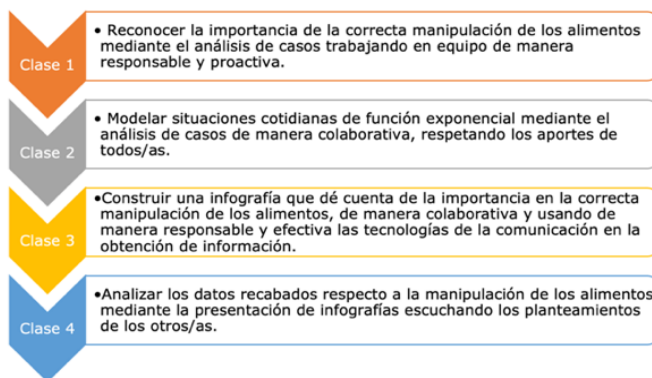 Clase 1
• Reconocer la importancia de la correcta manipulación de los alimentos
mediante el análisis de casos trabajando en equipo de manera
responsable y proactiva.
Clase 2
• Modelar situaciones cotidianas de función exponencial mediante el
análisis de casos de manera colaborativa, respetando los aportes de
todos/as.
Clase 3
•Construir una infografía que dé cuenta de la importancia en la correcta
manipulación de los alimentos, de manera colaborativa y usando de
manera responsable y efectiva las tecnologías de la comunicación en la
obtención de información.
Clase 4
•Analizar los datos recabados respecto a la manipulación de los alimentos
mediante la presentación de infografías escuchando los planteamientos
de los otros/as.